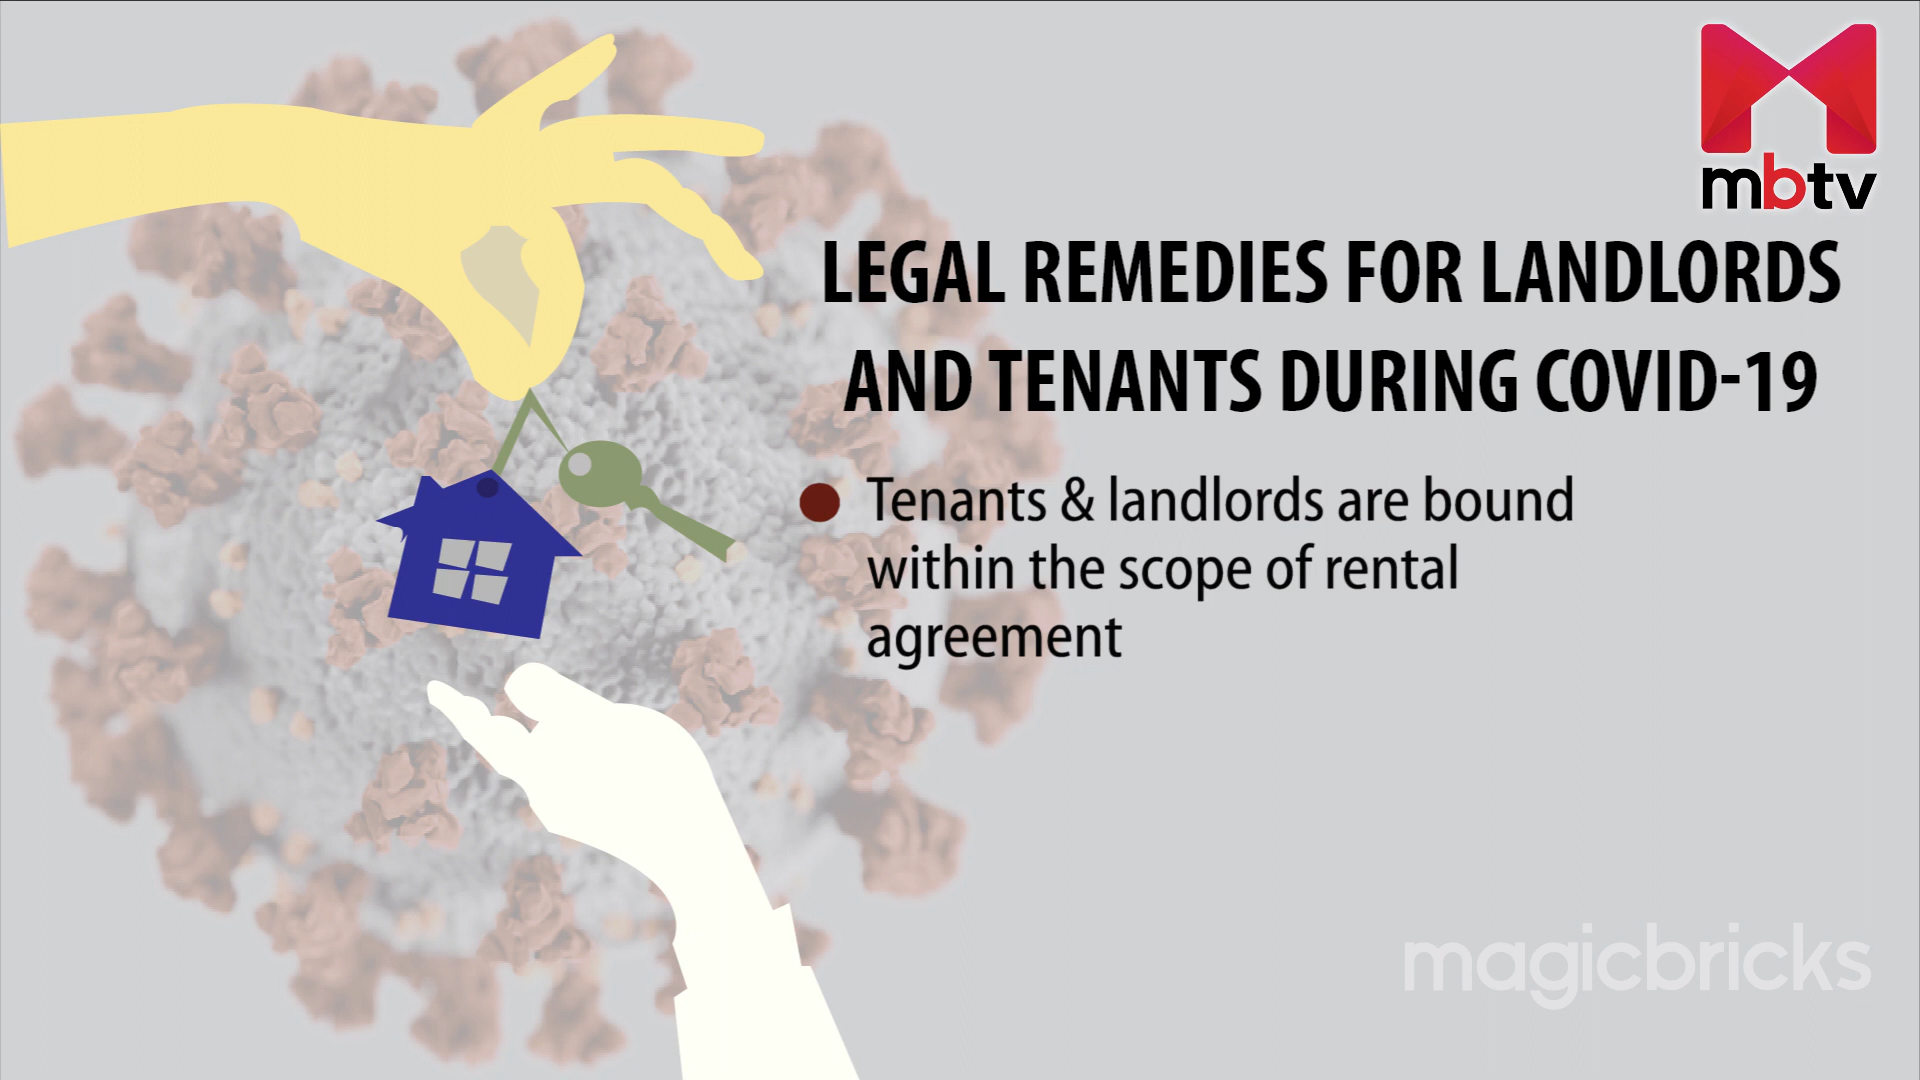 mbtv
LEGAL REMEDIES FOR LANDLORDS
AND TENANTS DURING COVID-19
Tenants & landlords are bound
within the scope of rental
agreement
magicbricks